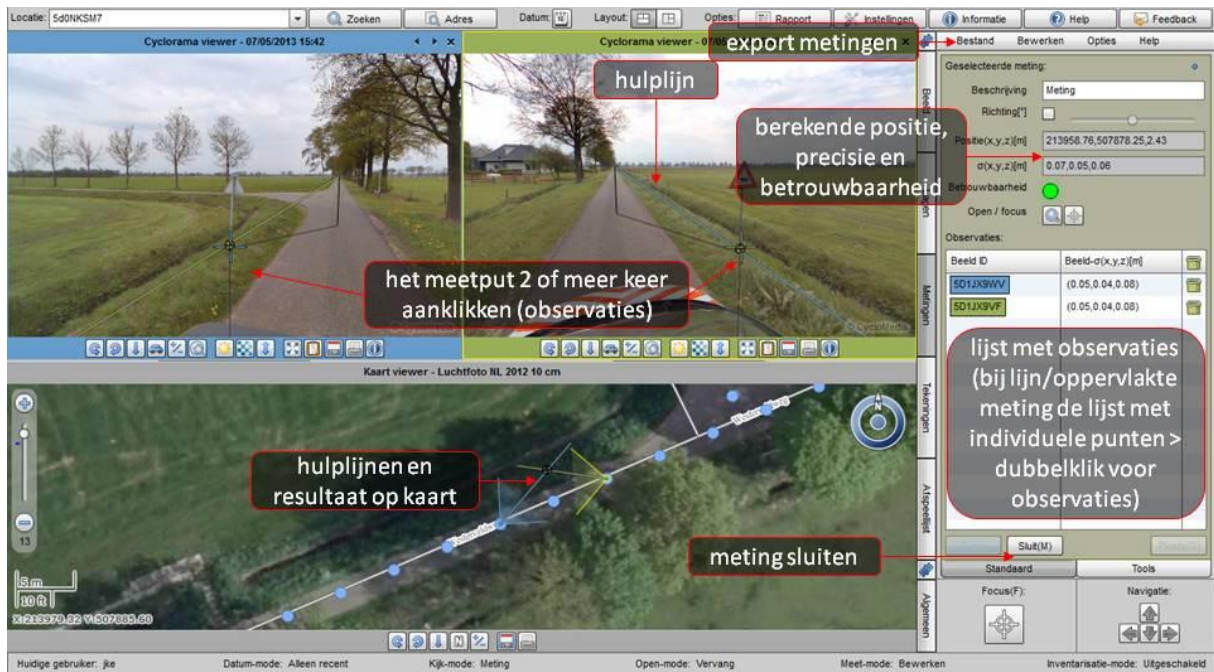 Locatie: 5d0NKSM7 Zoeken Adres Datum: Layout: Opties: Rapport Instellingen Informatie Help Feedback
Cyclorama viewer - 07/05/2013 15:42
Cyclorama viewer - 07/05
export metingen
Bestand Bewerken Opties Help
hulplijn
Geselecteerde meting:
Beschrijving Meting
Richting[°]
berekende positie,
precisie en
betrouwbaarheid
Positie(x,y,z)[m] 213958.76,507878.25,2.43
σ(x,y,z)[m] 0.07,0.05,0.06
Betrouwbaarheid
Open / focus
Observaties:
Beeld ID Beeld-σ(x,y,z)[m]
5D1JX9WV (0.05,0.04,0.08)
5D1JX9VF (0.05,0.04,0.08)
het meetput 2 of meer keer
aanklikken (observaties)
© CycloMedia
Beeld
Metingen
Tekeningen
Afspeellijst
Algemeen
lijst met observaties
(bij lijn/oppervlakte
meting de lijst met
individuele punten >
dubbelklik voor
observaties)
Kaart viewer - Luchtfoto NL 2012 10 cm
N
hulplijnen en
resultaat op kaart
13
5 m
10 ft
X:213979.32 Y:507885.60
meting sluiten
Sluit(M)
Standaard Tools
Focus(F): Navigatie:
Huidige gebruiker: jke Datum-mode: Alleen recent Kijk-mode: Meting Open-mode: Vervang Meet-mode: Bewerken Inventarisatie-mode: Uitgeschakeld